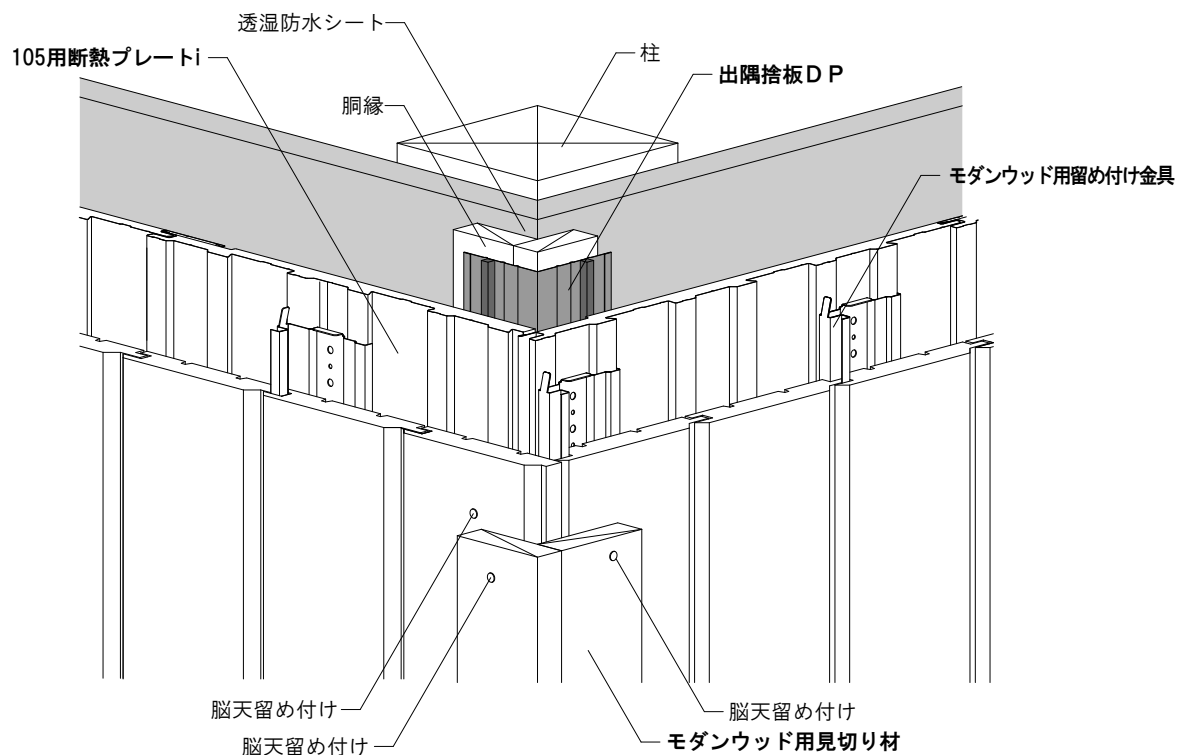 透湿防水シート
柱
105用断熱プレートi
出隅捨板DP
胴縁
モダンウッド用留め付け金具
脳天留め付け
脳天留め付け
脳天留め付け
モダンウッド用見切り材